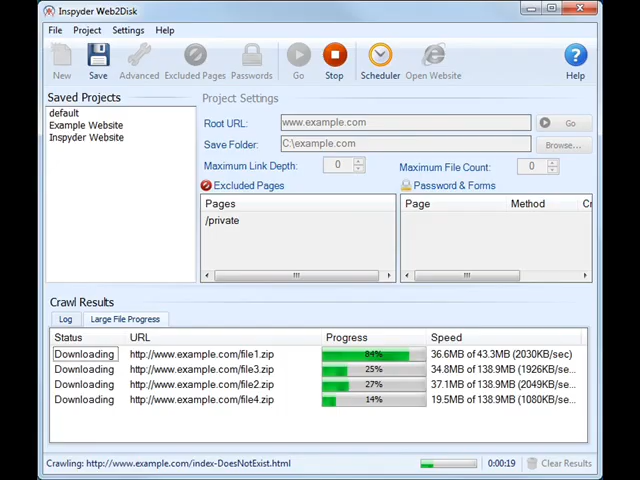 Inspyder Web2Disk
File Project Settings Help
New Save Advanced Excluded Pages Passwords Go Stop Scheduler Open Website Help
Saved Projects
default
Example Website
Inspyder Website
Project Settings
Root URL: www.example.com Go
Save Folder: C:\example.com Browse...
Maximum Link Depth: 0 Maximum File Count: 0
Excluded Pages
Pages
/private
Password & Forms
Page Method
Crawl Results
Log Large File Progress
Status URL Progress Speed
Downloading http://www.example.com/file1.zip 84% 36.6MB of 43.3MB (2030KB/sec)
Downloading http://www.example.com/file3.zip 25% 34.8MB of 138.9MB (1926KB/se...
Downloading http://www.example.com/file2.zip 27% 37.1MB of 138.9MB (2049KB/se...
Downloading http://www.example.com/file4.zip 14% 19.5MB of 138.9MB (1080KB/se...
Crawling: http://www.example.com/index-DoesNotExist.html 0:00:19 Clear Results